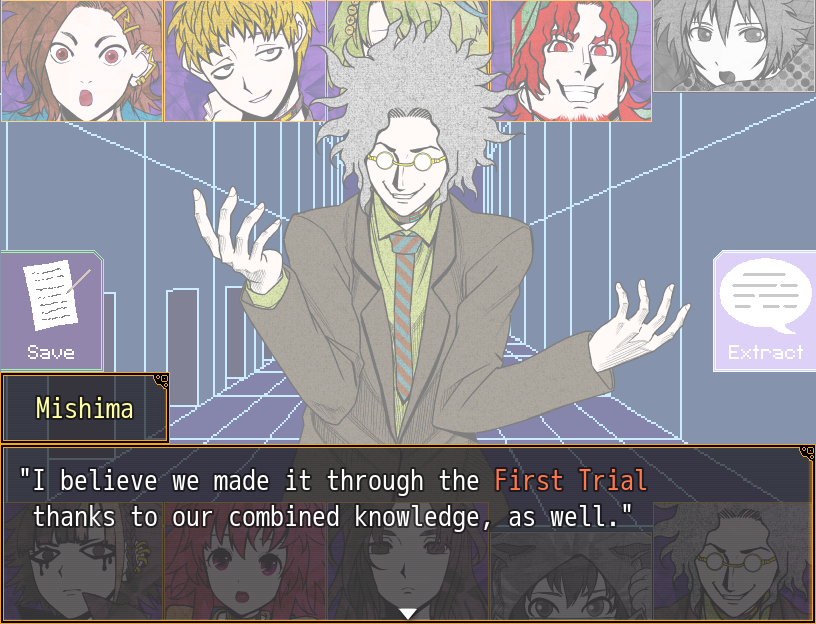 Save
Extract
Mishima
"I believe we made it through the First Trial
thanks to our combined knowledge, as well."